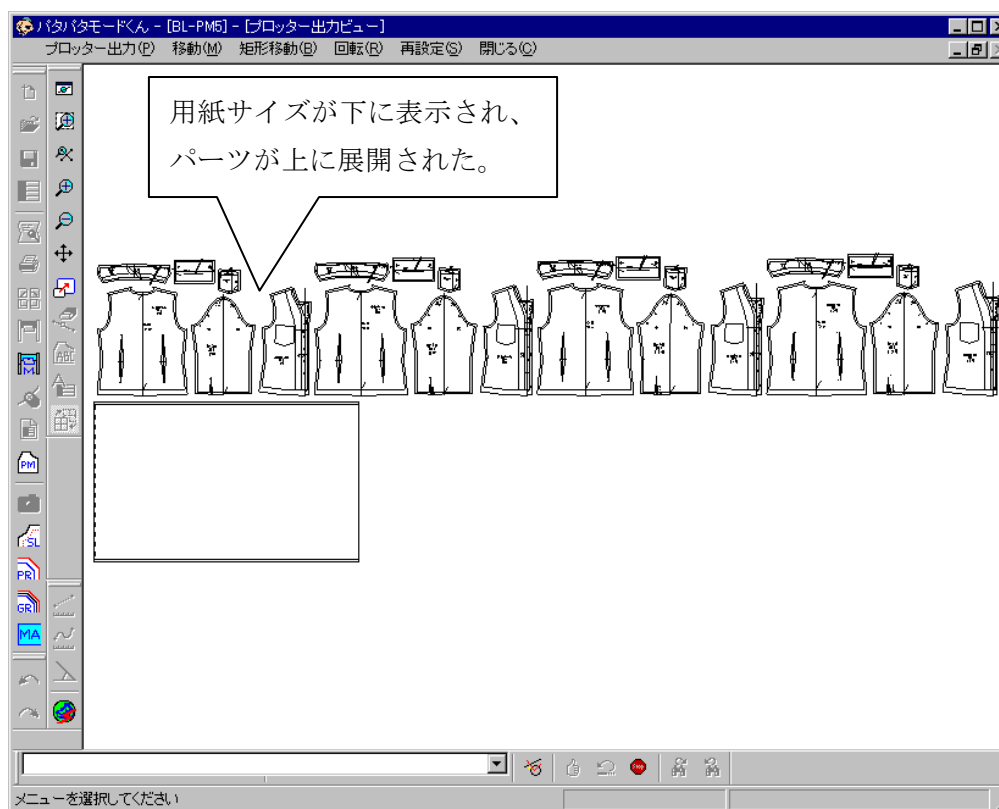 パタパタモードくん - [BL-PM5] - [プロッター出力ビュー]
プロッター出力(P) 移動(M) 矩形移動(B) 回転(R) 再設定(S) 閉じる(C)
用紙サイズが下に表示され、
パーツが上に展開された。
M
ABC
PM
SL
PRI
GRI
MA
メニューを選択してください